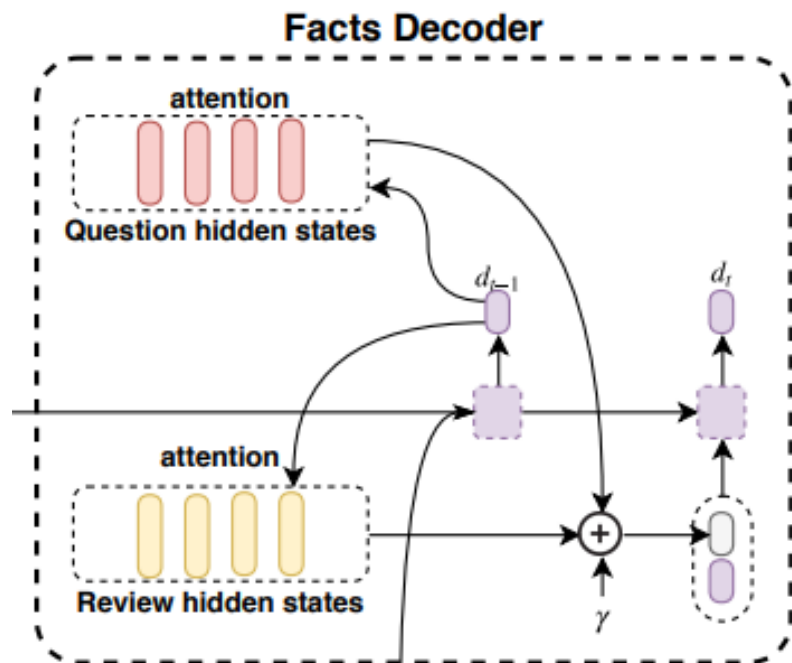 Facts Decoder
attention
Question hidden states
d_{t-1}
d_t
attention
+
Review hidden states
γ